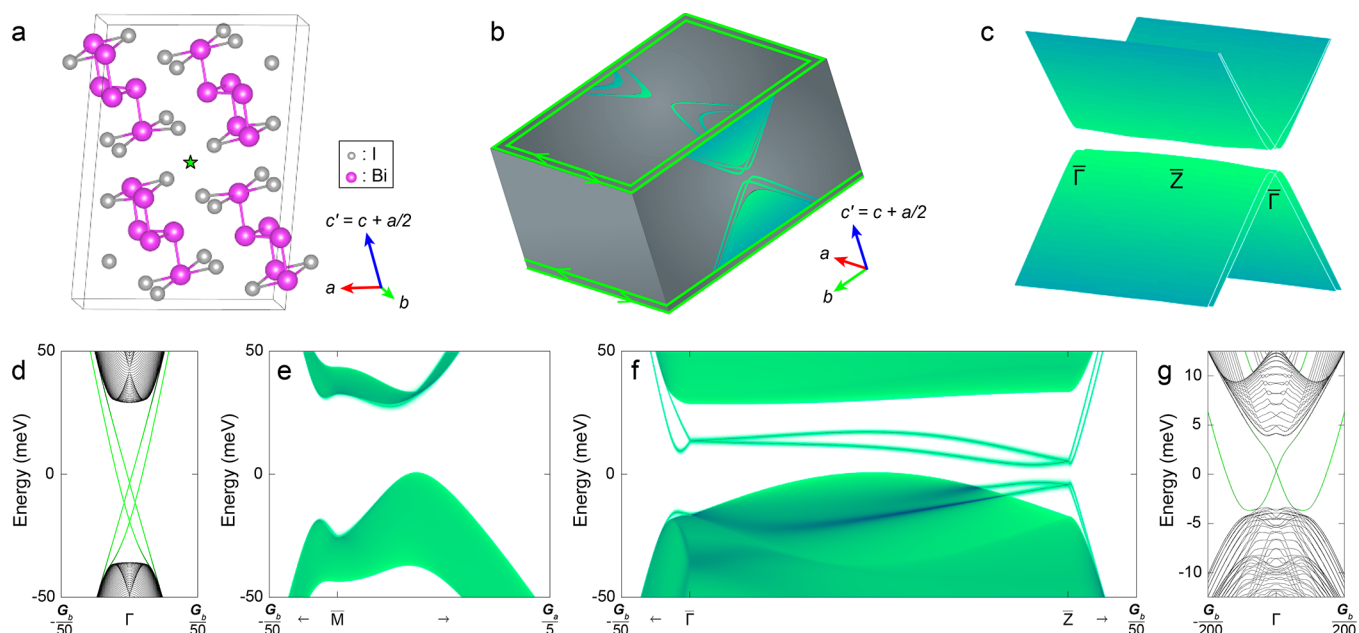 a
: I
: Bi
c′ = c + a/2
a
b
b
c′ = c + a/2
a
b
c
Γ̅
Z̅
Γ̅
d
Energy (meV)
50
0
-50
-G_b/50
Γ
G_b/50
e
Energy (meV)
50
0
-50
-G_b/50
←
M̅
→
G_a/5
f
Energy (meV)
50
0
-50
-G_b/50
←
Γ̅
Z̅
→
G_b/50
g
Energy (meV)
10
5
0
-5
-10
-G_b/200
Γ
G_b/200